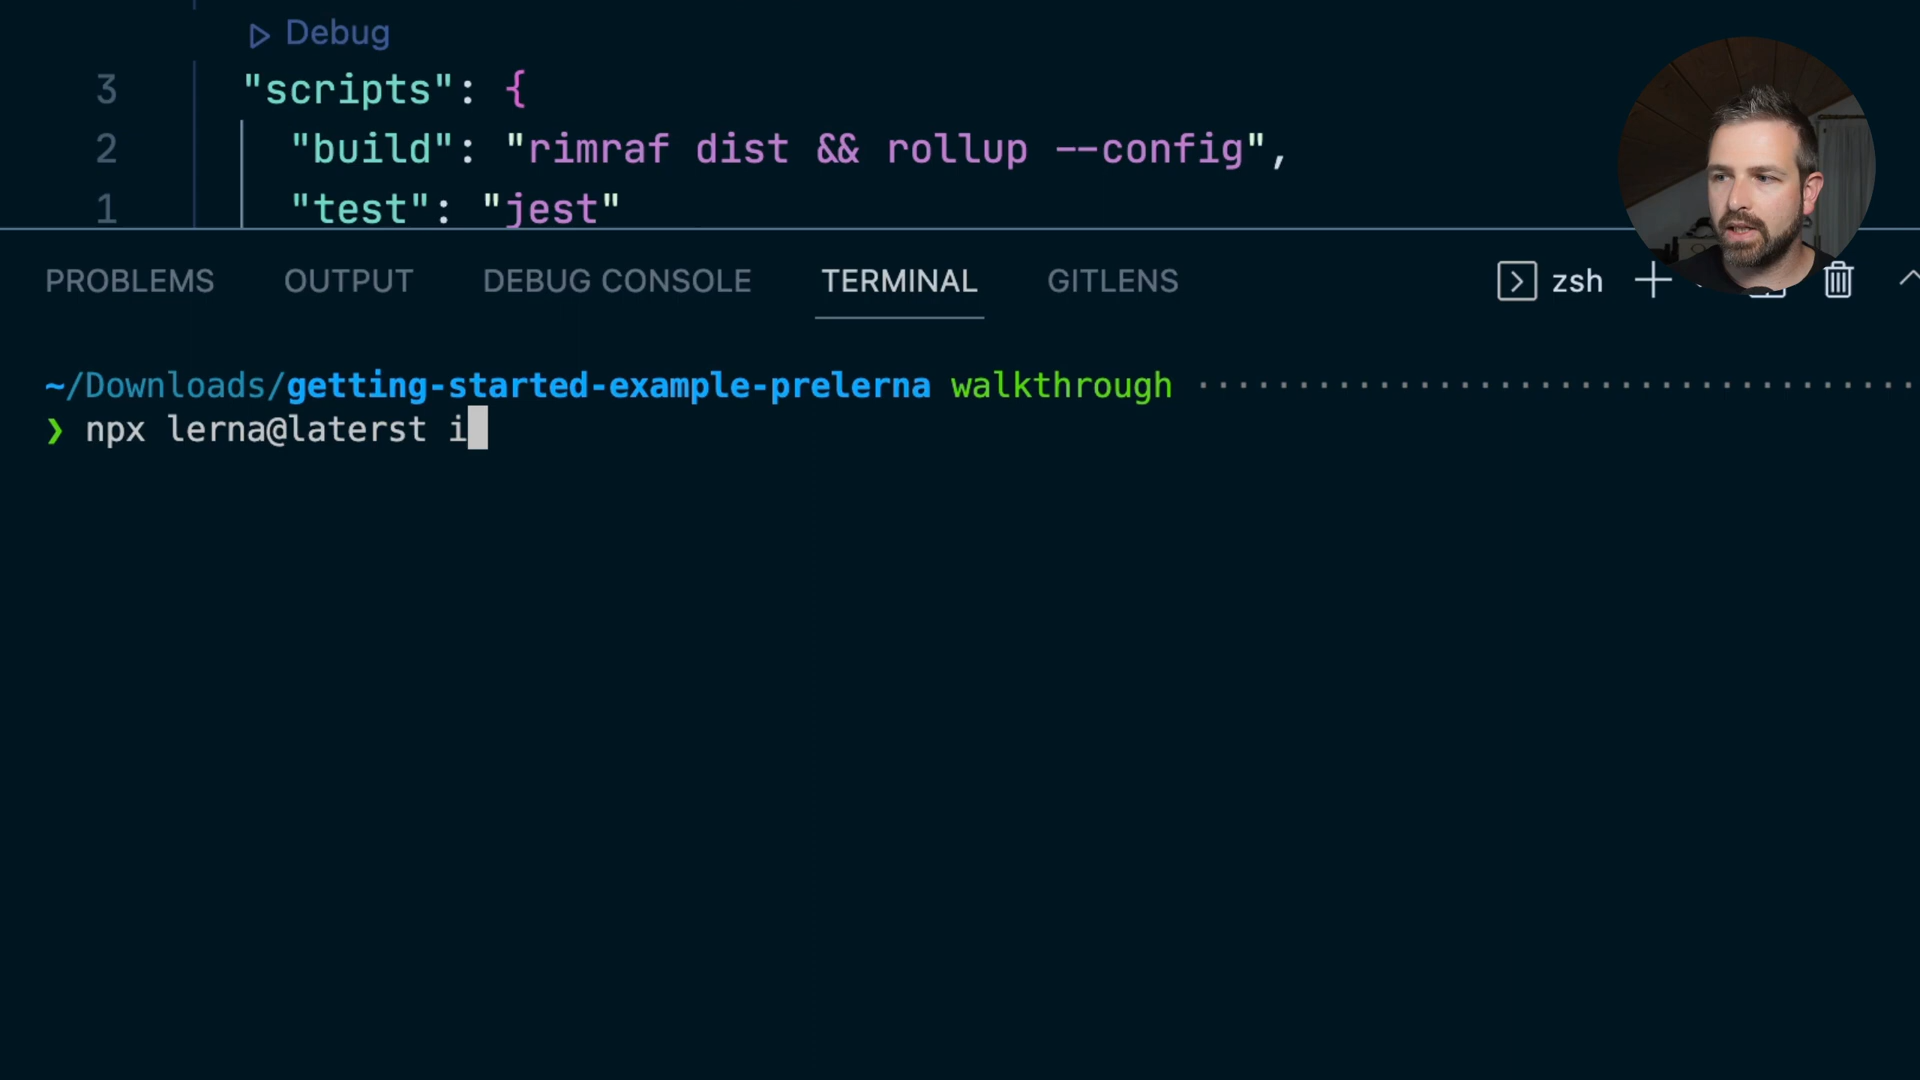 Debug
3 "scripts": {
2 "build": "rimraf dist && rollup --config",
1 "test": "jest"
PROBLEMS OUTPUT DEBUG CONSOLE TERMINAL GITLENS zsh
~/Downloads/getting-started-example-prelerna walkthrough
❯ npx lerna@laterst i